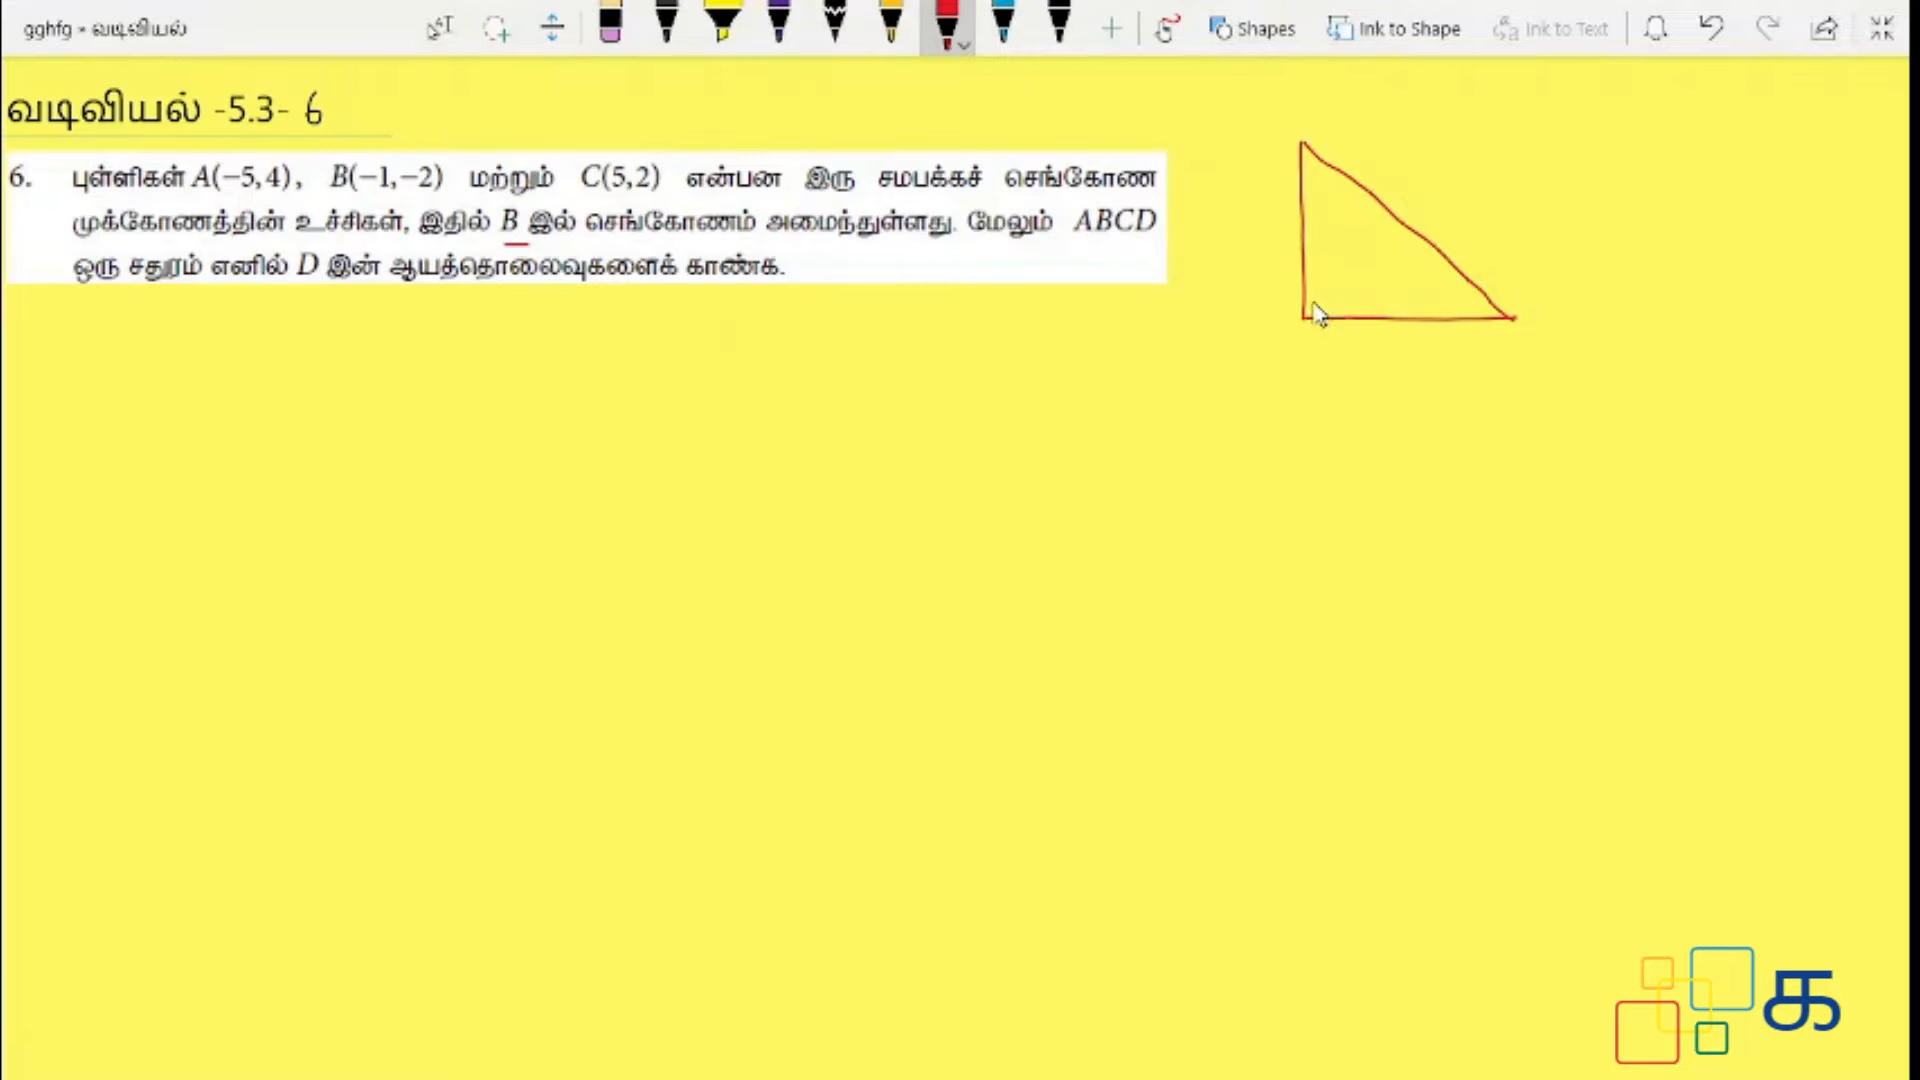 gghfg - வடிவியல்
Shapes
Ink to Shape
Ink to Text
வடிவியல் -5.3- 6
6. புள்ளிகள் A(−5,4), B(−1,−2) மற்றும் C(5,2) என்பன இரு சமபக்கச் செங்கோண
முக்கோணத்தின் உச்சிகள், இதில் B இல் செங்கோணம் அமைந்துள்ளது. மேலும் ABCD
ஒரு சதுரம் எனில் D இன் ஆயத்தொலைவுகளைக் காண்க.
க